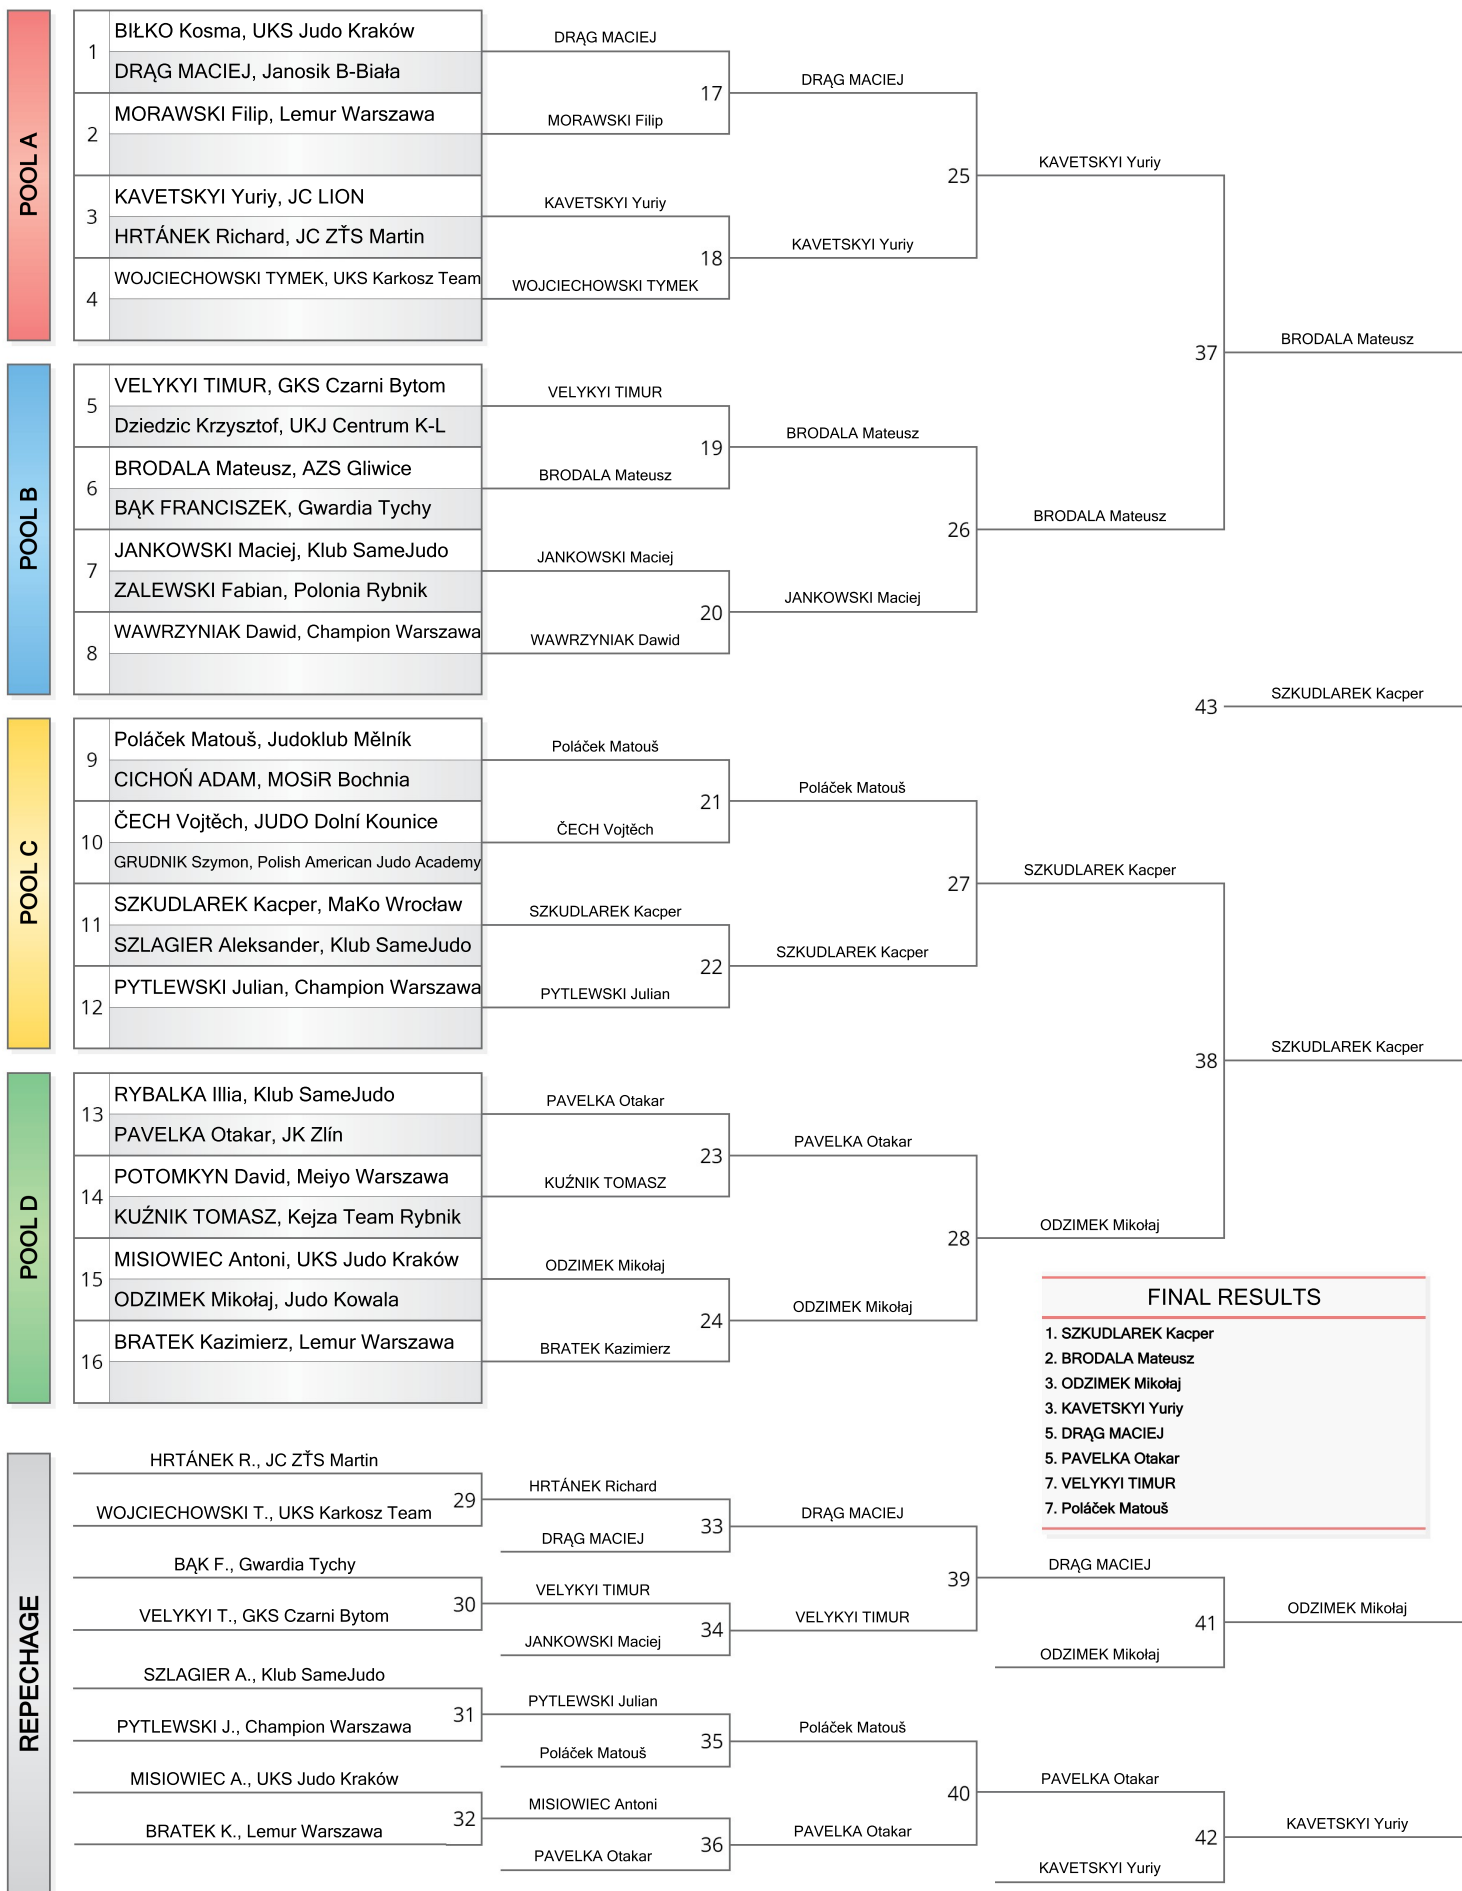 POOL A
1
BIŁKO Kosma, UKS Judo Kraków
DRĄG MACIEJ, Janosik B-Biała
2
MORAWSKI Filip, Lemur Warszawa
3
KAVETSKYI Yuriy, JC LION
HRTÁNEK Richard, JC ZŤS Martin
4
WOJCIECHOWSKI TYMEK, UKS Karkosz Team
DRĄG MACIEJ
17
MORAWSKI Filip
KAVETSKYI Yuriy
18
WOJCIECHOWSKI TYMEK
DRĄG MACIEJ
25
KAVETSKYI Yuriy
KAVETSKYI Yuriy
POOL B
5
VELYKYI TIMUR, GKS Czarni Bytom
Dziedzic Krzysztof, UKJ Centrum K-L
6
BRODALA Mateusz, AZS Gliwice
BĄK FRANCISZEK, Gwardia Tychy
7
JANKOWSKI Maciej, Klub SameJudo
ZALEWSKI Fabian, Polonia Rybnik
8
WAWRZYNIAK Dawid, Champion Warszawa
VELYKYI TIMUR
19
BRODALA Mateusz
JANKOWSKI Maciej
20
WAWRZYNIAK Dawid
BRODALA Mateusz
26
JANKOWSKI Maciej
BRODALA Mateusz
37
BRODALA Mateusz
43
SZKUDLAREK Kacper
POOL C
9
Poláček Matouš, Judoklub Mělník
CICHOŃ ADAM, MOSiR Bochnia
10
ČECH Vojtěch, JUDO Dolní Kounice
GRUDNIK Szymon, Polish American Judo Academy
11
SZKUDLAREK Kacper, MaKo Wrocław
SZLAGIER Aleksander, Klub SameJudo
12
PYTLEWSKI Julian, Champion Warszawa
Poláček Matouš
21
ČECH Vojtěch
SZKUDLAREK Kacper
22
PYTLEWSKI Julian
Poláček Matouš
27
SZKUDLAREK Kacper
SZKUDLAREK Kacper
POOL D
13
RYBALKA Illia, Klub SameJudo
PAVELKA Otakar, JK Zlín
14
POTOMKYN David, Meiyo Warszawa
KUŹNIK TOMASZ, Kejza Team Rybnik
15
MISIOWIEC Antoni, UKS Judo Kraków
ODZIMEK Mikołaj, Judo Kowala
16
BRATEK Kazimierz, Lemur Warszawa
PAVELKA Otakar
23
KUŹNIK TOMASZ
ODZIMEK Mikołaj
24
BRATEK Kazimierz
PAVELKA Otakar
28
ODZIMEK Mikołaj
ODZIMEK Mikołaj
38
SZKUDLAREK Kacper
FINAL RESULTS
1. SZKUDLAREK Kacper
2. BRODALA Mateusz
3. ODZIMEK Mikołaj
3. KAVETSKYI Yuriy
5. DRĄG MACIEJ
5. PAVELKA Otakar
7. VELYKYI TIMUR
7. Poláček Matouš
REPECHAGE
HRTÁNEK R., JC ZŤS Martin
29
WOJCIECHOWSKI T., UKS Karkosz Team
BĄK F., Gwardia Tychy
30
VELYKYI T., GKS Czarni Bytom
SZLAGIER A., Klub SameJudo
31
PYTLEWSKI J., Champion Warszawa
MISIOWIEC A., UKS Judo Kraków
32
BRATEK K., Lemur Warszawa
HRTÁNEK Richard
33
DRĄG MACIEJ
VELYKYI TIMUR
34
JANKOWSKI Maciej
PYTLEWSKI Julian
35
Poláček Matouš
MISIOWIEC Antoni
36
PAVELKA Otakar
DRĄG MACIEJ
39
VELYKYI TIMUR
Poláček Matouš
40
PAVELKA Otakar
DRĄG MACIEJ
41
ODZIMEK Mikołaj
PAVELKA Otakar
42
KAVETSKYI Yuriy
ODZIMEK Mikołaj
KAVETSKYI Yuriy